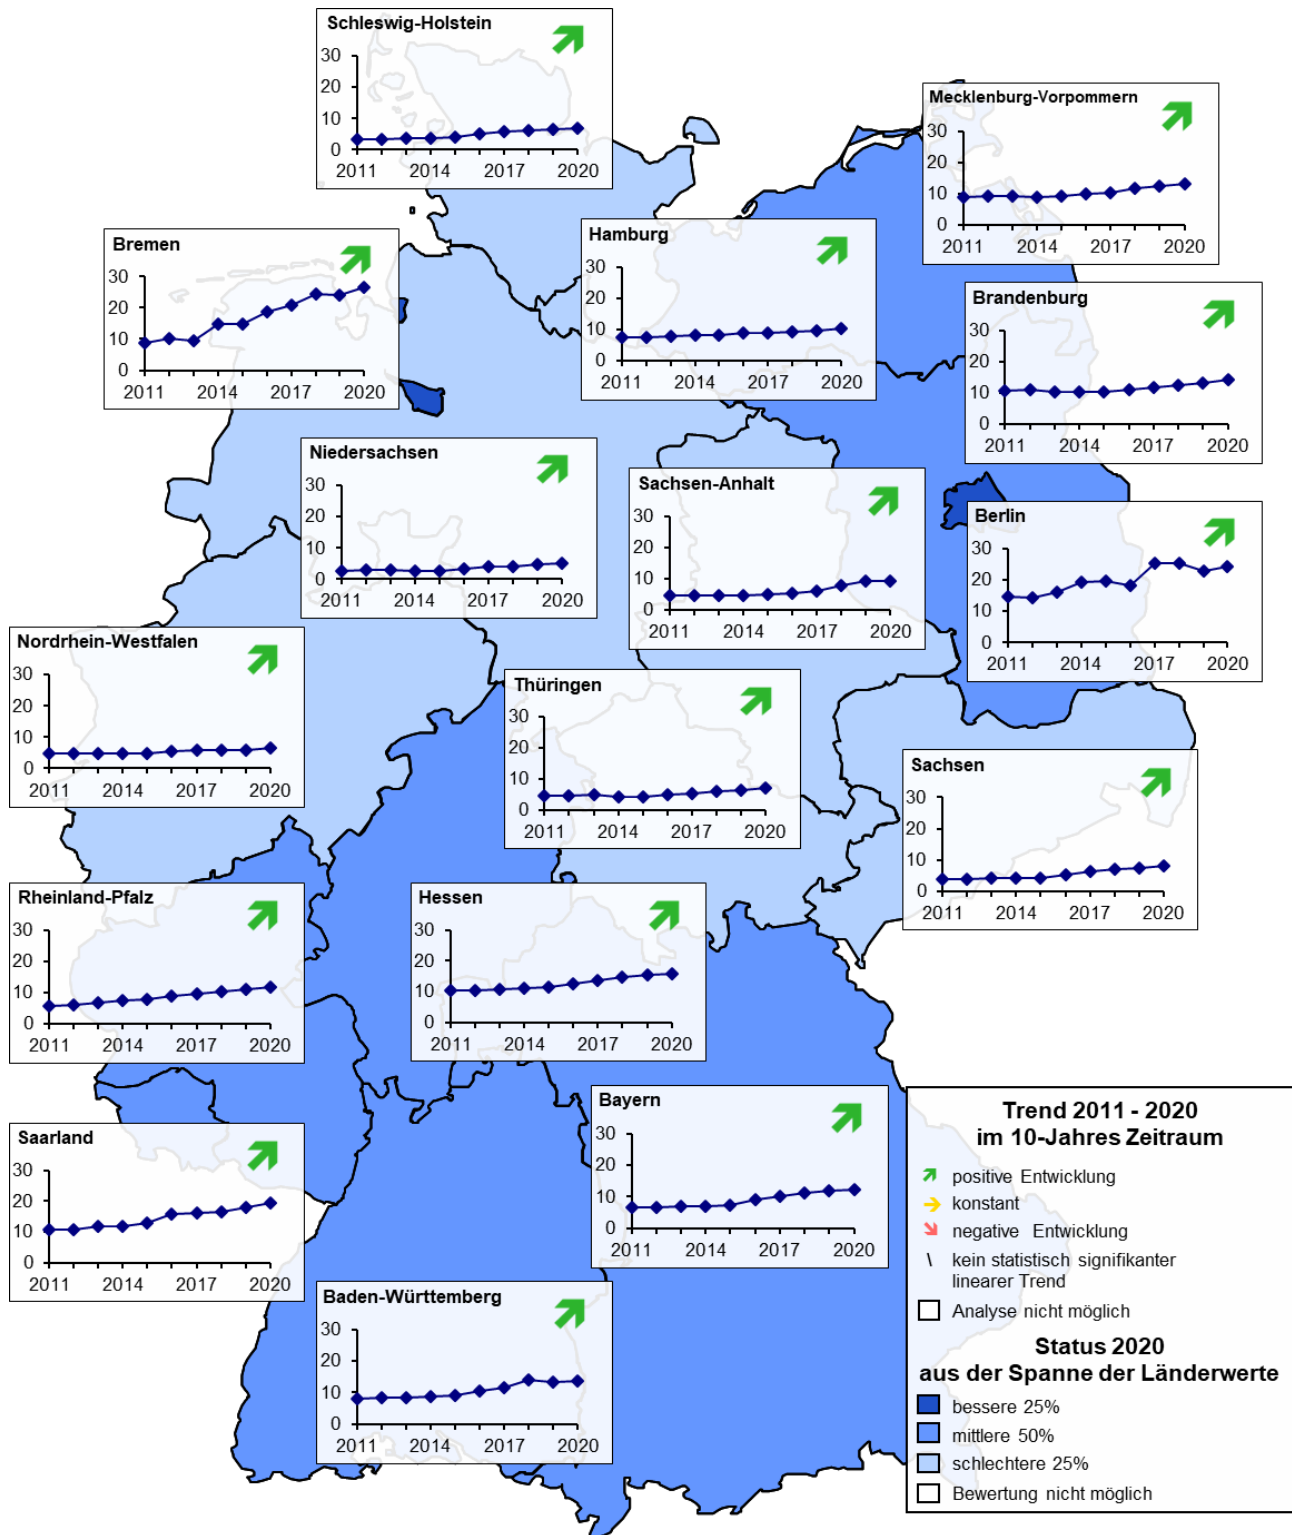 Schleswig-Holstein
30
20
10
0
2011 2014 2017 2020
Mecklenburg-Vorpommern
30
20
10
0
2011 2014 2017 2020
Bremen
30
20
10
0
2011 2014 2017 2020
Hamburg
30
20
10
0
2011 2014 2017 2020
Brandenburg
30
20
10
0
2011 2014 2017 2020
Niedersachsen
30
20
10
0
2011 2014 2017 2020
Sachsen-Anhalt
30
20
10
0
2011 2014 2017 2020
Berlin
30
20
10
0
2011 2014 2017 2020
Nordrhein-Westfalen
30
20
10
0
2011 2014 2017 2020
Thüringen
30
20
10
0
2011 2014 2017 2020
Sachsen
30
20
10
0
2011 2014 2017 2020
Rheinland-Pfalz
30
20
10
0
2011 2014 2017 2020
Hessen
30
20
10
0
2011 2014 2017 2020
Bayern
30
20
10
0
2011 2014 2017 2020
Saarland
30
20
10
0
2011 2014 2017 2020
Baden-Württemberg
30
20
10
0
2011 2014 2017 2020
Trend 2011 - 2020
im 10-Jahres Zeitraum
positive Entwicklung
konstant
negative Entwicklung
\ kein statistisch signifikanter
linearer Trend
Analyse nicht möglich
Status 2020
aus der Spanne der Länderwerte
bessere 25%
mittlere 50%
schlechtere 25%
Bewertung nicht möglich